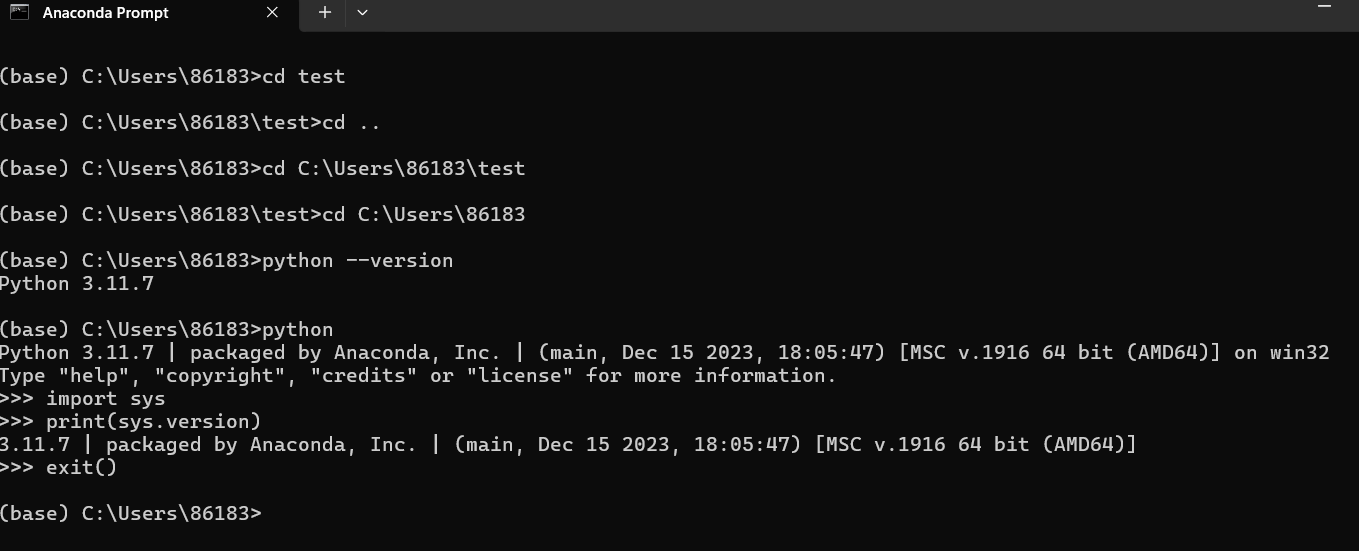 Anaconda Prompt
(base) C:\Users\86183>cd test
(base) C:\Users\86183\test>cd ..
(base) C:\Users\86183>cd C:\Users\86183\test
(base) C:\Users\86183\test>cd C:\Users\86183
(base) C:\Users\86183>python --version
Python 3.11.7
(base) C:\Users\86183>python
Python 3.11.7 | packaged by Anaconda, Inc. | (main, Dec 15 2023, 18:05:47) [MSC v.1916 64 bit (AMD64)] on win32
Type "help", "copyright", "credits" or "license" for more information.
>>> import sys
>>> print(sys.version)
3.11.7 | packaged by Anaconda, Inc. | (main, Dec 15 2023, 18:05:47) [MSC v.1916 64 bit (AMD64)]
>>> exit()
(base) C:\Users\86183>